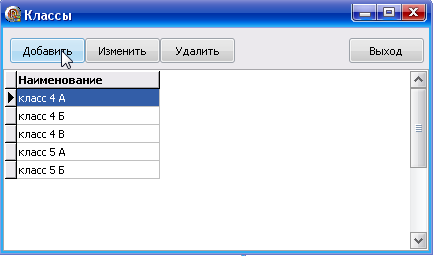 Классы
Добавить Изменить Удалить Выход
Наименование
класс 4 А
класс 4 Б
класс 4 В
класс 5 А
класс 5 Б